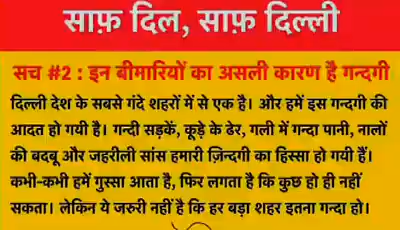 साफ़ दिल, साफ़ दिल्ली
सच #2 : इन बीमारियों का असली कारण है गन्दगी
दिल्ली देश के सबसे गंदे शहरों में से एक है। और हमें इस गन्दगी की
आदत हो गयी है। गन्दी सड़कें, कूड़े के ढेर, गली में गन्दा पानी, नालों
की बदबू और जहरीली सांस हमारी ज़िन्दगी का हिस्सा हो गयी हैं।
कभी-कभी हमें गुस्सा आता है, फिर लगता है कि कुछ हो ही नहीं
सकता। लेकिन ये जरुरी नहीं है कि हर बड़ा शहर इतना गन्दा हो।